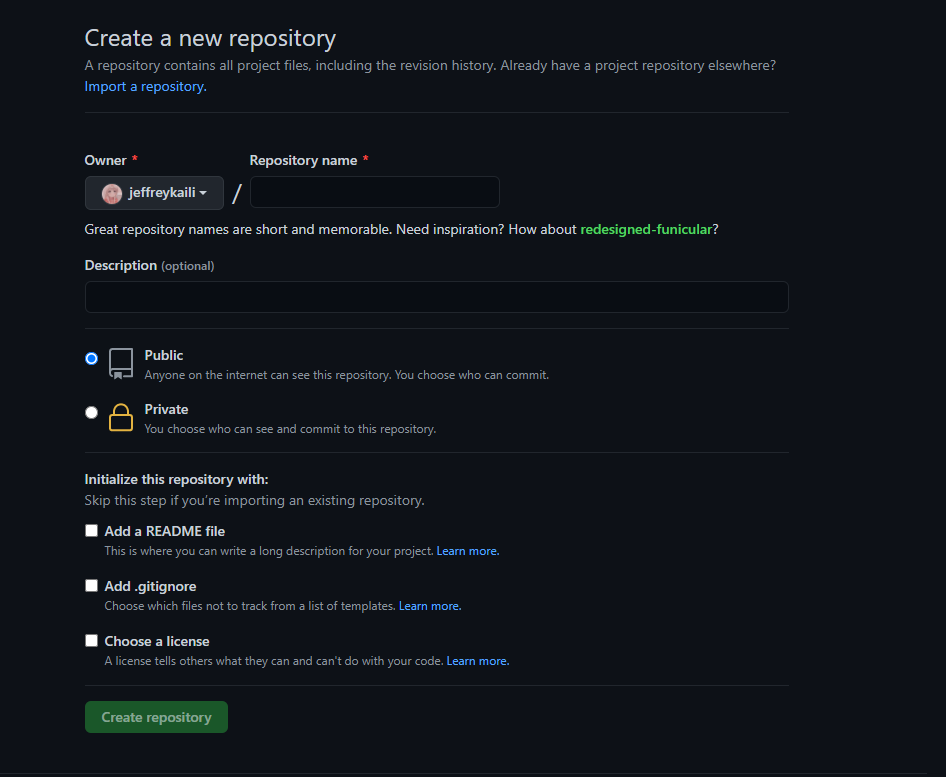 Create a new repository
A repository contains all project files, including the revision history. Already have a project repository elsewhere?
Import a repository.
Owner * Repository name *
jeffreykaili /
Great repository names are short and memorable. Need inspiration? How about redesigned-funicular?
Description (optional)
Public
Anyone on the internet can see this repository. You choose who can commit.
Private
You choose who can see and commit to this repository.
Initialize this repository with:
Skip this step if you’re importing an existing repository.
Add a README file
This is where you can write a long description for your project. Learn more.
Add .gitignore
Choose which files not to track from a list of templates. Learn more.
Choose a license
A license tells others what they can and can't do with your code. Learn more.
Create repository